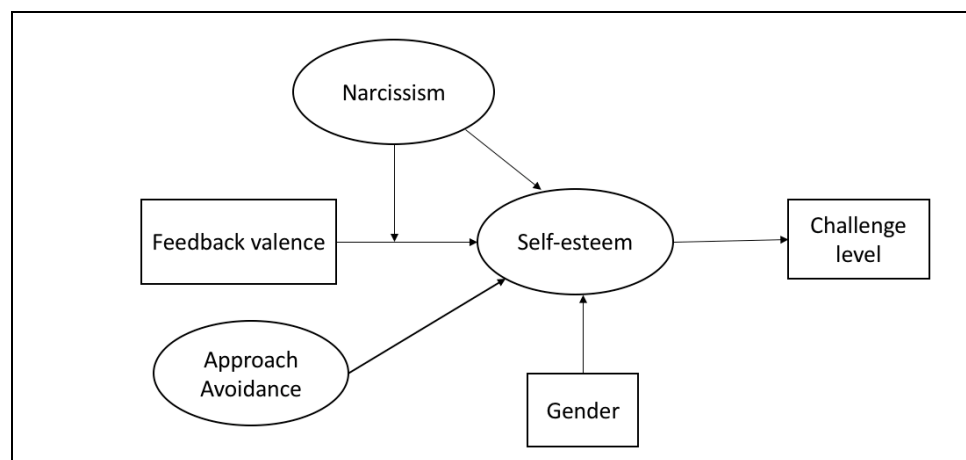 Narcissism
Feedback valence
Self-esteem
Challenge
level
Approach
Avoidance
Gender